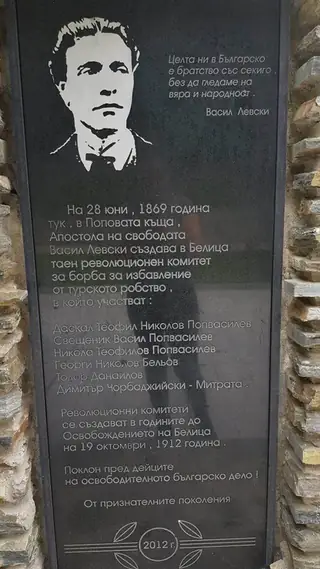 Целта ни в Българско
е братство със секиго ,
без да гледаме на
вяра и народност .
Васил Левски
На 28 юни , 1869 година
тук , в Поповата къща ,
Апостола на свободата
Васил Левски създава в Белица
таен революционен комитет
за борба за избавление
от турското робство ,
в който участват :
Даскал Теофил Николов Попвасилев
Свещеник Васил Попвасилев
Никола Теофилов Попвасилев
Георги Николов Бельов
Тодор Данаилов
Димитър Чорбаджийски - Митрата .
Революционни комитети
се създават в годините до
Освобождението на Белица
на 19 октомври , 1912 година .
Поклон пред дейците
на освободителното българско дело !
От признателните поколения
2012 г.